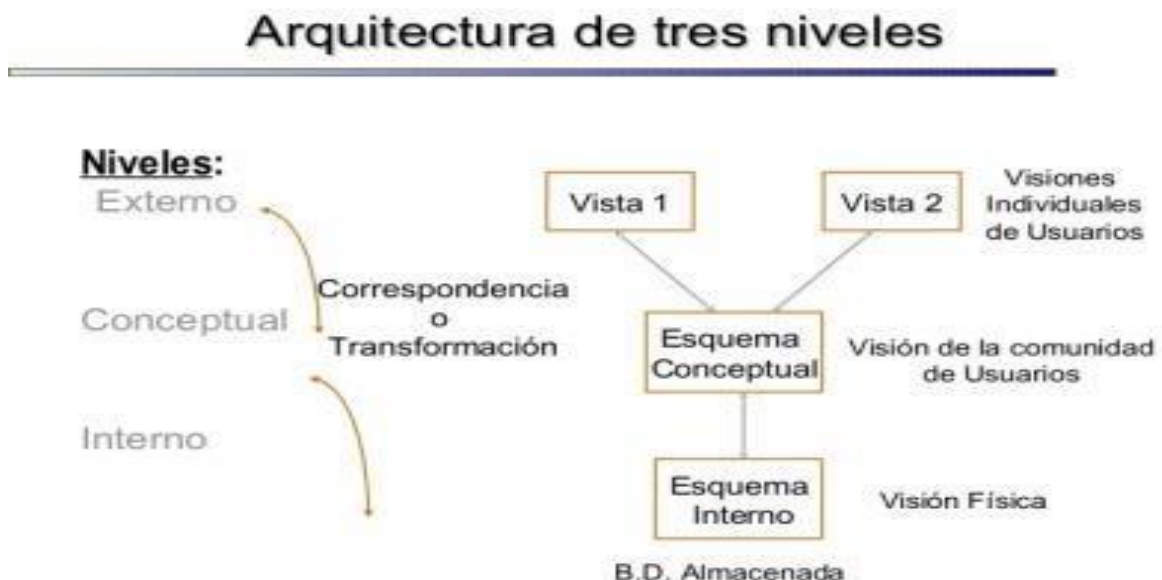 Arquitectura de tres niveles
Niveles:
Externo
Conceptual
Interno
Correspondencia
o
Transformación
Vista 1
Vista 2
Visiones
Individuales
de Usuarios
Esquema
Conceptual
Visión de la comunidad
de Usuarios
Esquema
Interno
Visión Física
B.D. Almacenada